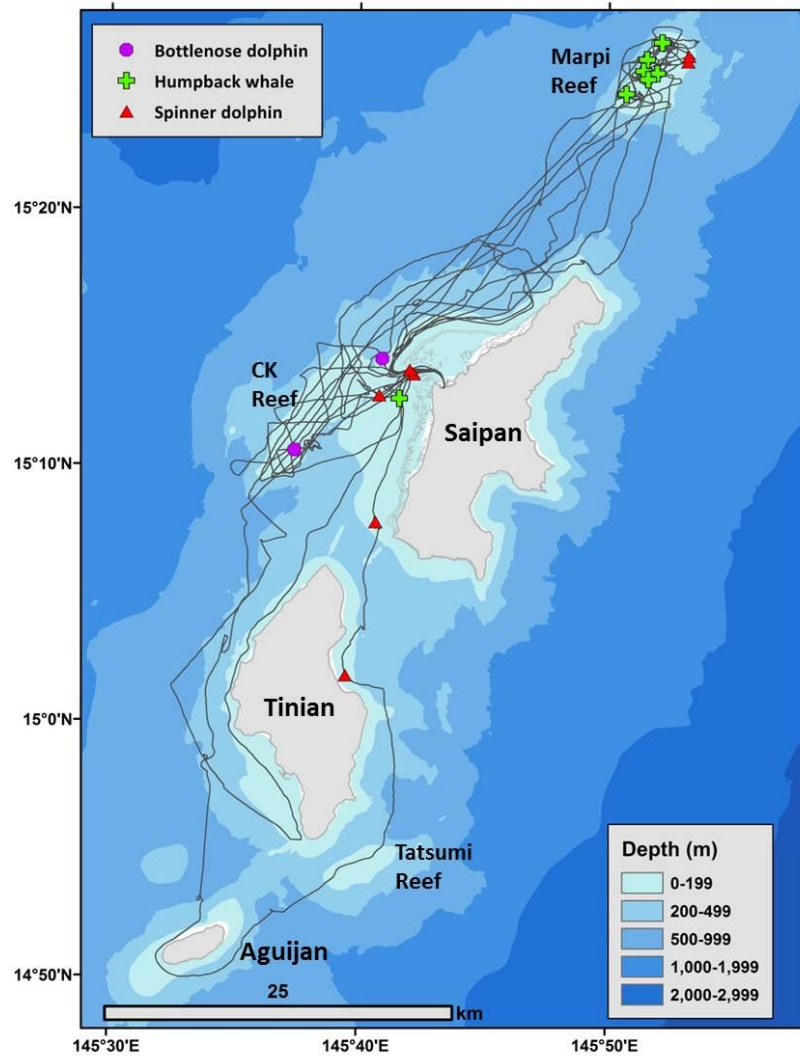 Bottlenose dolphin
Humpback whale
Spinner dolphin
Marpi
Reef
15°20'N
CK
Reef
Saipan
15°10'N
Tinian
15°0'N
Tatsumi
Reef
Aguijan
14°50'N
Depth (m)
0-199
200-499
500-999
1,000-1,999
2,000-2,999
25
km
145°30'E
145°40'E
145°50'E